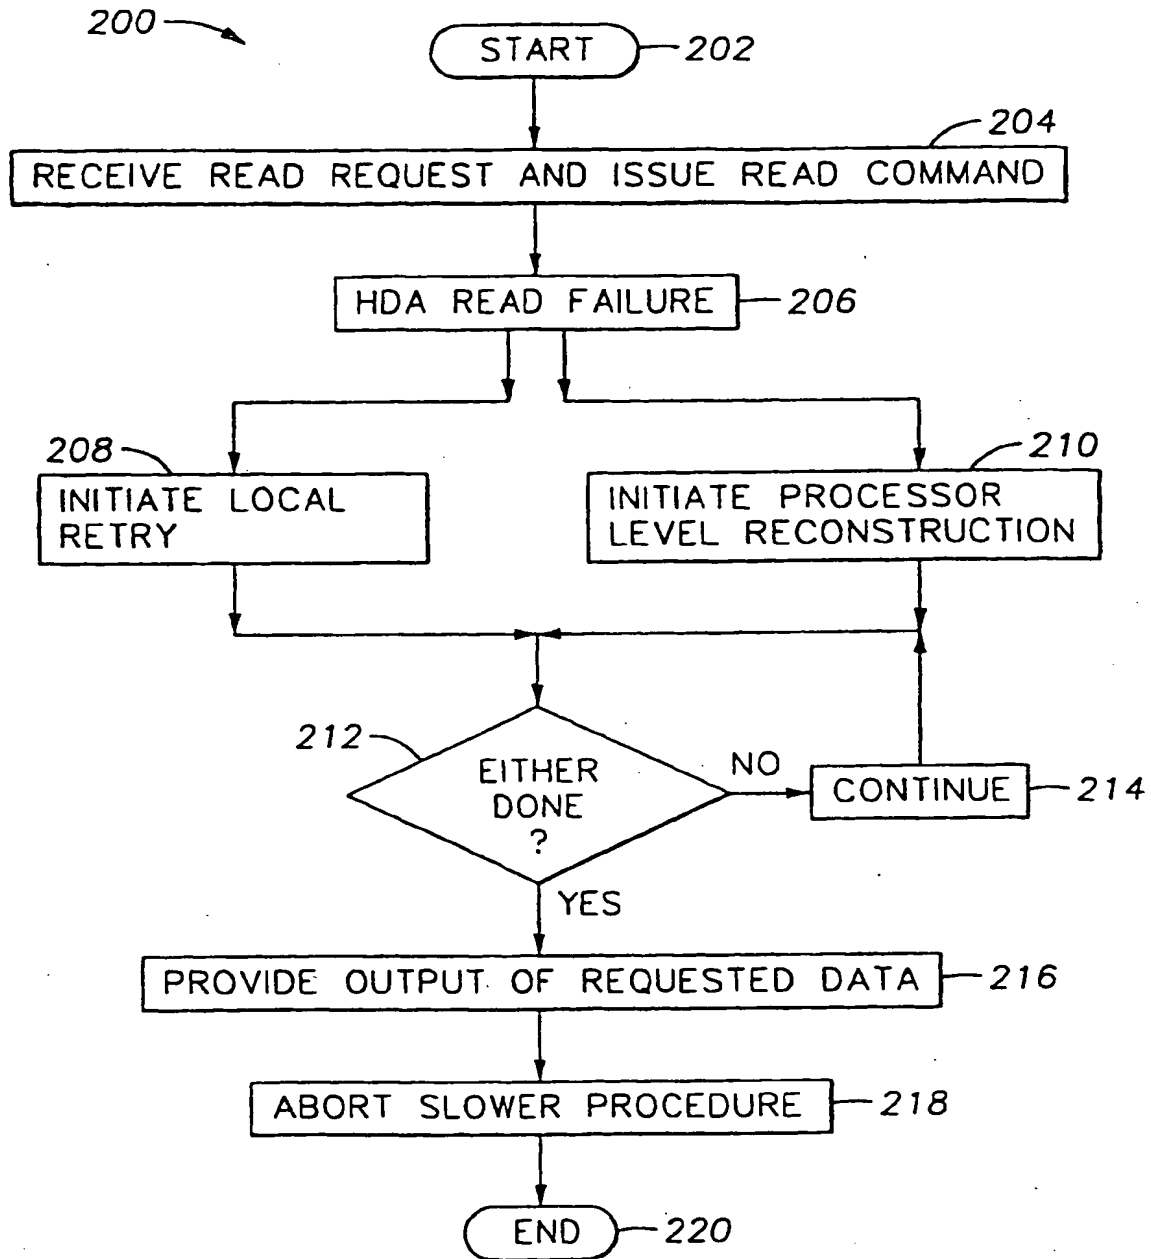 200
START
202
204
RECEIVE READ REQUEST AND ISSUE READ COMMAND
HDA READ FAILURE
206
208
INITIATE LOCAL
RETRY
210
INITIATE PROCESSOR
LEVEL RECONSTRUCTION
212
EITHER
DONE
?
NO
CONTINUE
214
YES
PROVIDE OUTPUT OF REQUESTED DATA
216
ABORT SLOWER PROCEDURE
218
END
220